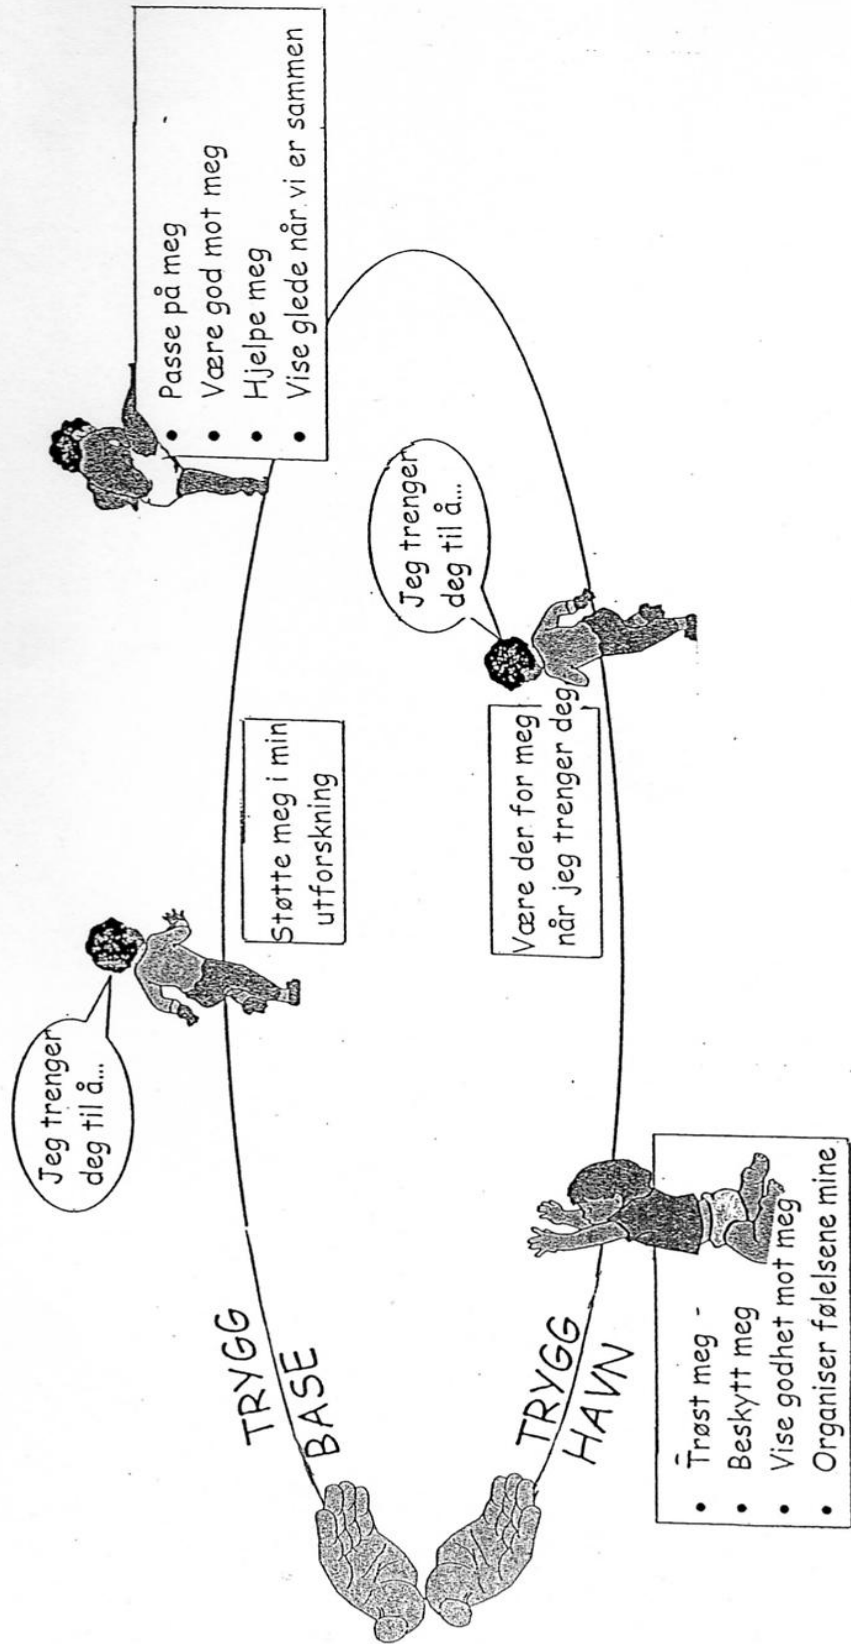 Jeg trenger
deg til å...
TRYGG
BASE
Støtte meg i min
utforskning
• Passe på meg
• Være god mot meg
• Hjelpe meg
• Vise glede når vi er sammen
Jeg trenger
deg til å...
Være der for meg
når jeg trenger deg
TRYGG
HAVN
• Trøst meg -
• Beskytt meg
• Vise godhet mot meg
• Organiser følelsene mine